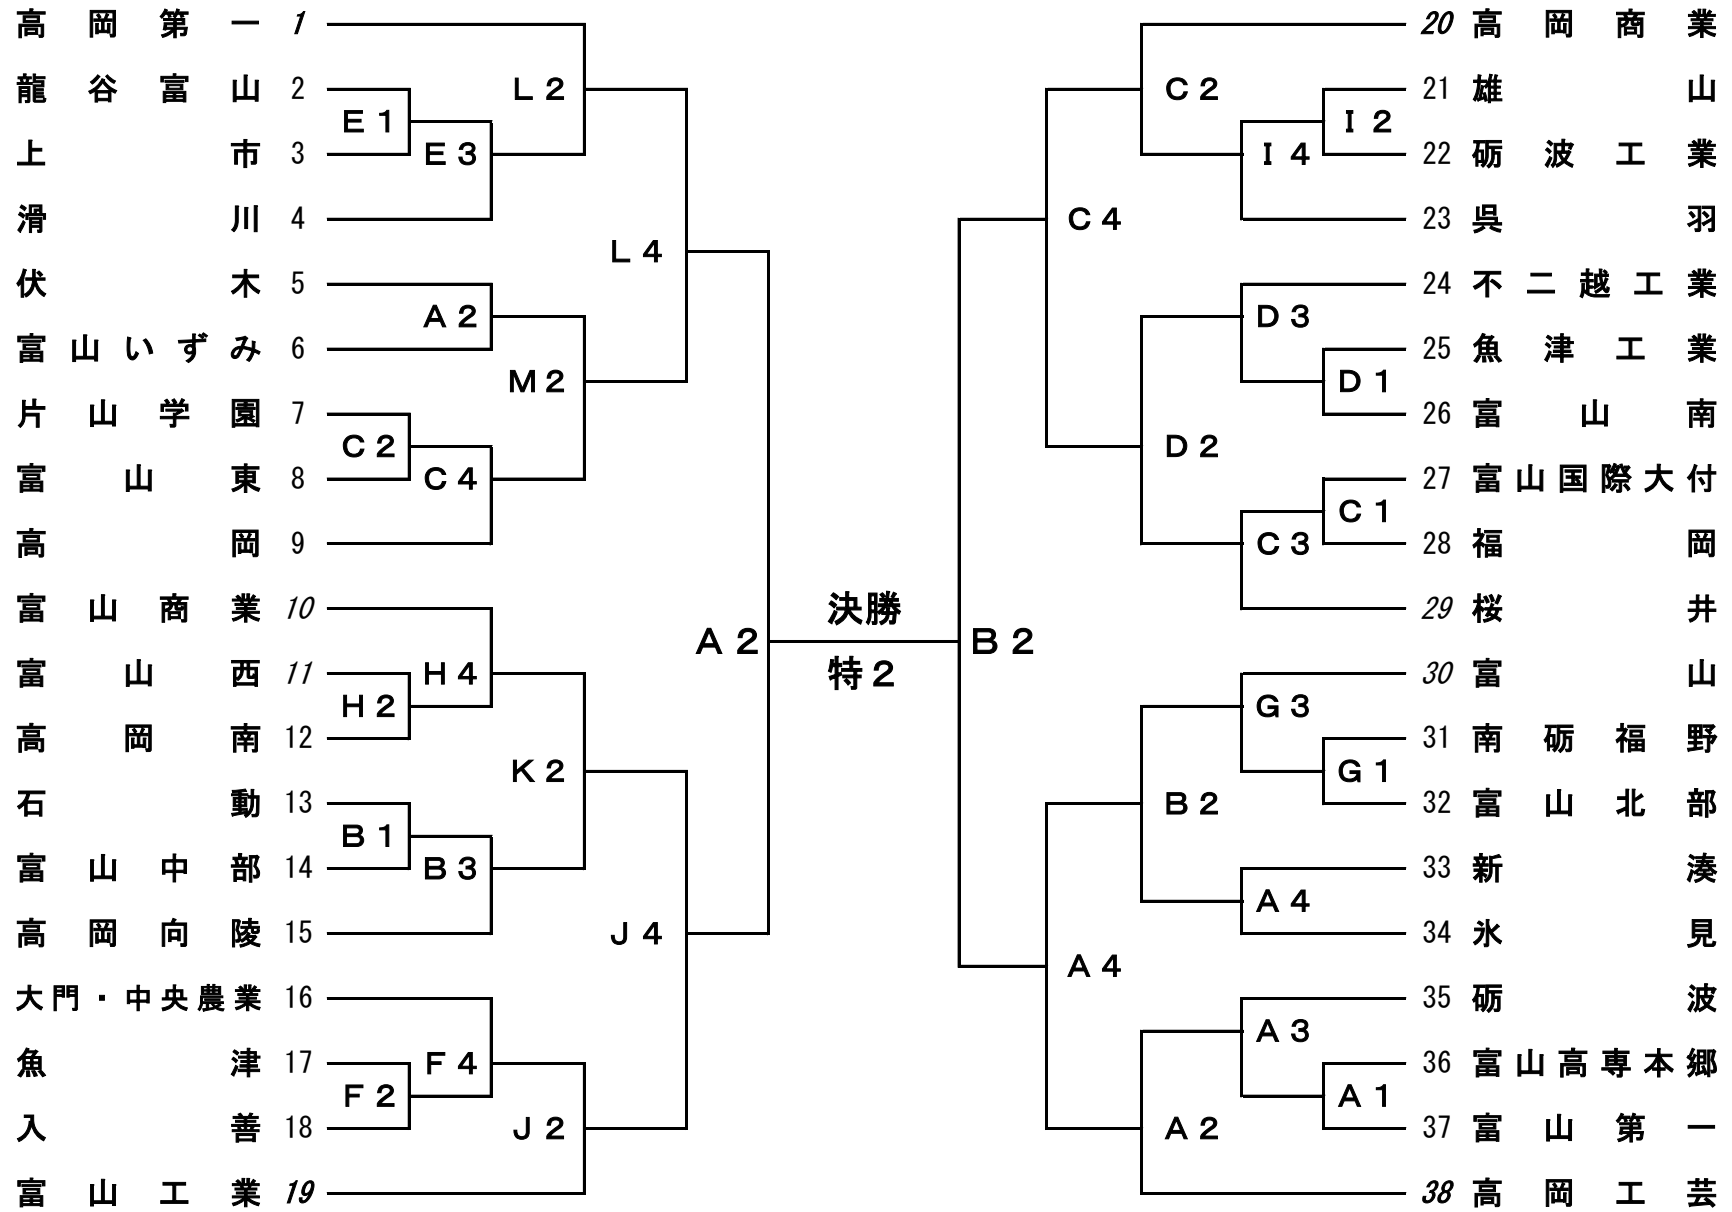 高岡第一 1
龍谷富山 2
上市 3
滑川 4
伏木 5
富山いずみ 6
片山学園 7
富山東 8
高岡 9
富山商業 10
富山西 11
高岡南 12
石動 13
富山中部 14
高岡向陵 15
大門・中央農業 16
魚津 17
入善 18
富山工業 19
E1
E3
L2
A2
C2
C4
M2
L4
H2
H4
B1
B3
K2
F2
F4
J2
J4
A2
決勝
特2
B2
C2
I2
I4
C4
D3
D1
D2
C1
C3
G3
G1
B2
A4
A4
A3
A1
A2
20 高岡商業
21 雄山
22 砺波工業
23 呉羽
24 不二越工業
25 魚津工業
26 富山南
27 富山国際大付
28 福岡
29 桜井
30 富山
31 南砺福野
32 富山北部
33 新湊
34 氷見
35 砺波
36 富山高専本郷
37 富山第一
38 高岡工芸